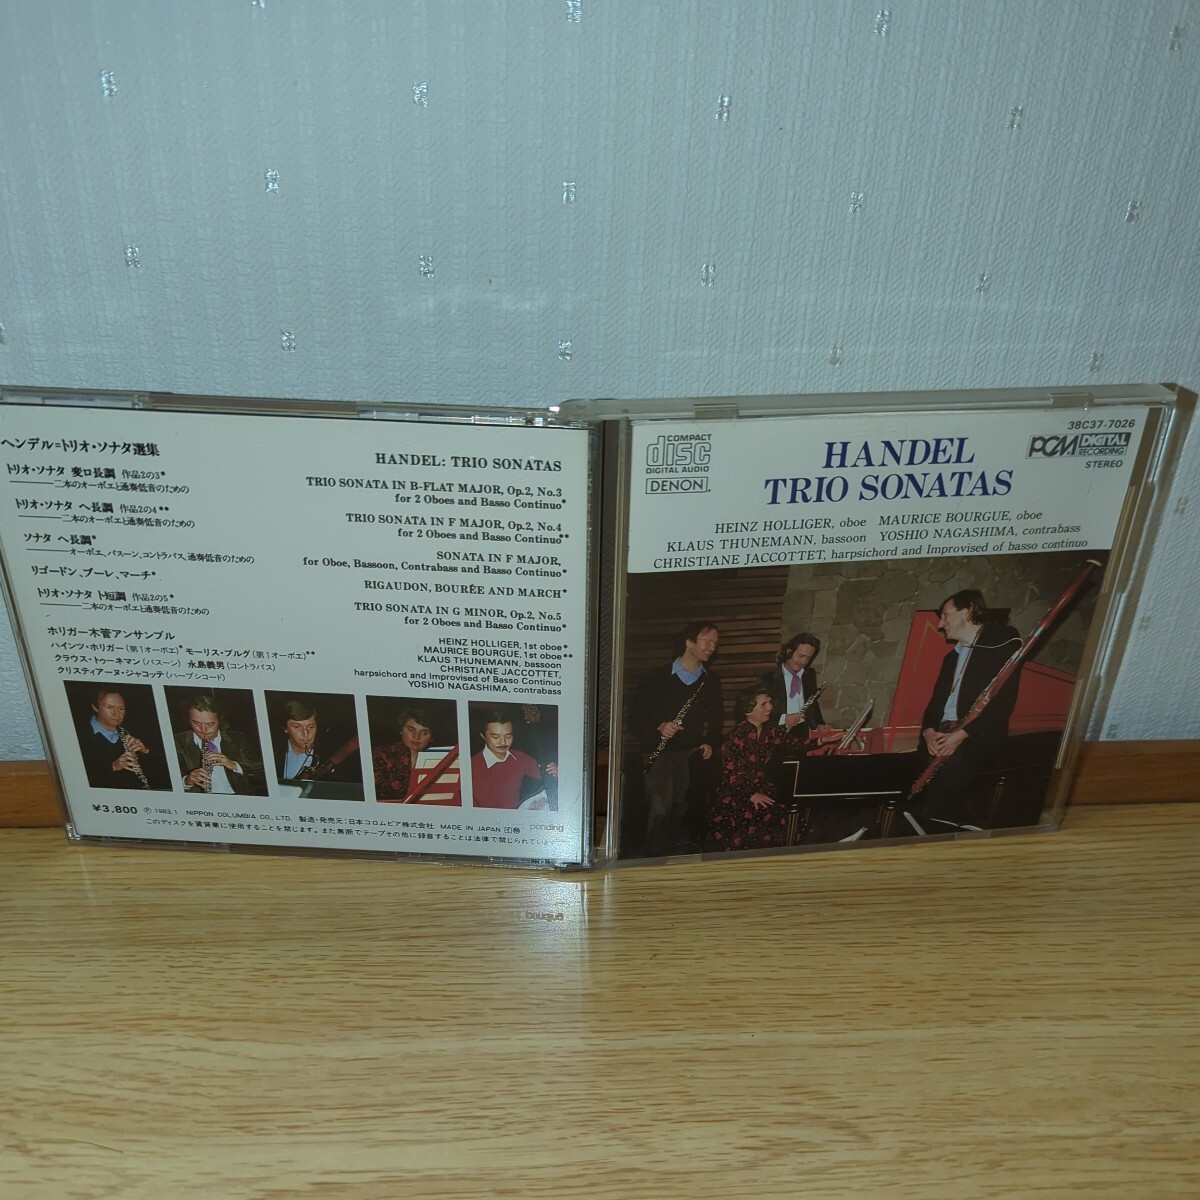 ヘンデル=トリオ・ソナタ選集
トリオ・ソナタ 変ロ長調 作品2の3*
———二本のオーボエと通奏低音のための
トリオ・ソナタ ヘ長調 作品2の4**
———二本のオーボエと通奏低音のための
ソナタ ヘ長調*
———オーボエ、バスーン、コントラバス、通奏低音のための
リゴードン、ブーレ、マーチ*
トリオ・ソナタ ト短調 作品2の5*
———二本のオーボエと通奏低音のための
ホリガー木管アンサンブル
ハインツ・ホリガー(第1オーボエ)* モーリス・ブルグ(第1オーボエ)**
クラウス・トゥーネマン(バスーン) 永島義男(コントラバス)
クリスティアーヌ・ジャコッテ(ハープシコード)
HANDEL: TRIO SONATAS
TRIO SONATA IN B-FLAT MAJOR, Op.2, No.3
for 2 Oboes and Basso Continuo*
TRIO SONATA IN F MAJOR, Op.2, No.4
for 2 Oboes and Basso Continuo**
SONATA IN F MAJOR,
for Oboe, Bassoon, Contrabass and Basso Continuo*
RIGAUDON, BOURÉE AND MARCH*
TRIO SONATA IN G MINOR, Op.2, No.5
for 2 Oboes and Basso Continuo*
HEINZ HOLLIGER, 1st oboe*
MAURICE BOURGUE, 1st oboe**
KLAUS THUNEMANN, bassoon
CHRISTIANE JACCOTTET,
harpsichord and Improvised of Basso Continuo
YOSHIO NAGASHIMA, contrabass
¥3,800 Ⓟ 1983.1 NIPPON COLUMBIA CO., LTD. 製造・発売元:日本コロムビア株式会社 MADE IN JAPAN pending
このディスクを賃貸業に使用することを禁じます。また無断でテープその他に録音することは法律で禁じられています
38C37-7026
COMPACT
disc
DIGITAL AUDIO
DENON
PCM DIGITAL
RECORDING
STEREO
HANDEL
TRIO SONATAS
HEINZ HOLLIGER, oboe MAURICE BOURGUE, oboe
KLAUS THUNEMANN, bassoon YOSHIO NAGASHIMA, contrabass
CHRISTIANE JACCOTTET, harpsichord and Improvised of basso continuo